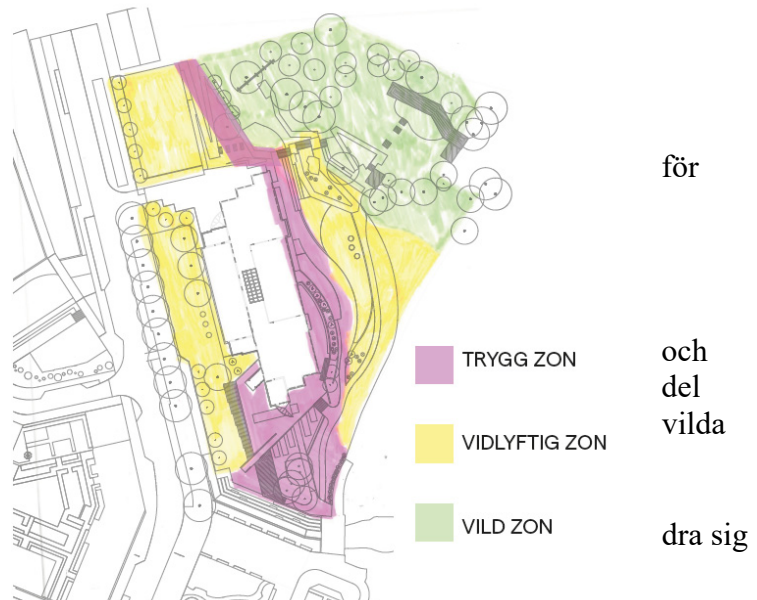 för
TRYGG ZON
och
del
vilda
VIDLYFTIG ZON
VILD ZON
dra sig